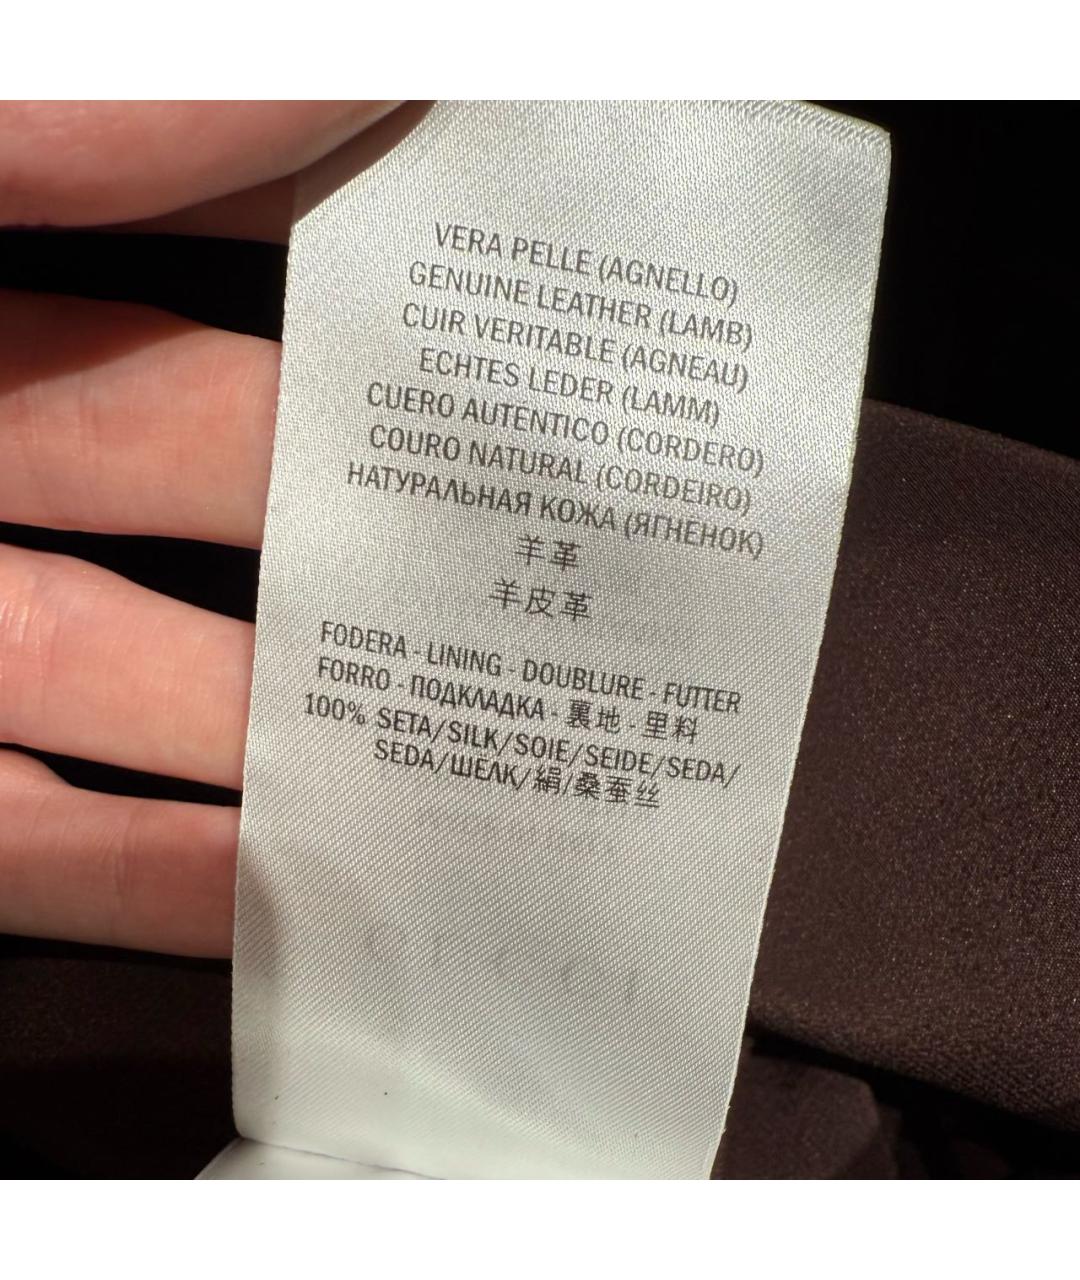 VERA PELLE (AGNELLO)
GENUINE LEATHER (LAMB)
CUIR VERITABLE (AGNEAU)
ECHTES LEDER (LAMM)
CUERO AUTENTICO (CORDERO)
COURO NATURAL (CORDEIRO)
НАТУРАЛЬНАЯ КОЖА (ЯГНЕНОК)
羊革
羊皮革
FODERA - LINING - DOUBLURE - FUTTER
FORRO - ПОДКЛАДКА - 裏地 - 里料
100% SETA/SILK/SOIE/SEIDE/SEDA/
SEDA/ШЕЛК/絹/桑蚕丝